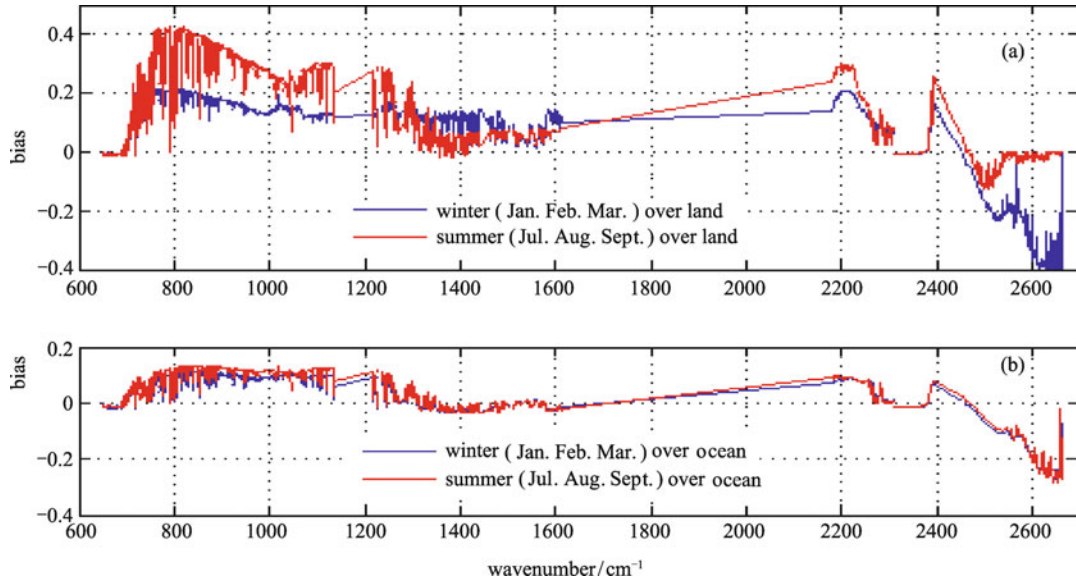 0.4
(a)
0.2
bias
0
−0.2
winter (Jan. Feb. Mar.) over land
summer (Jul. Aug. Sept.) over land
−0.4
600 800 1000 1200 1400 1600 1800 2000 2200 2400 2600
0.2
(b)
bias
0
−0.2
winter (Jan. Feb. Mar.) over ocean
summer (Jul. Aug. Sept.) over ocean
−0.4
600 800 1000 1200 1400 1600 1800 2000 2200 2400 2600
wavenumber/cm⁻¹